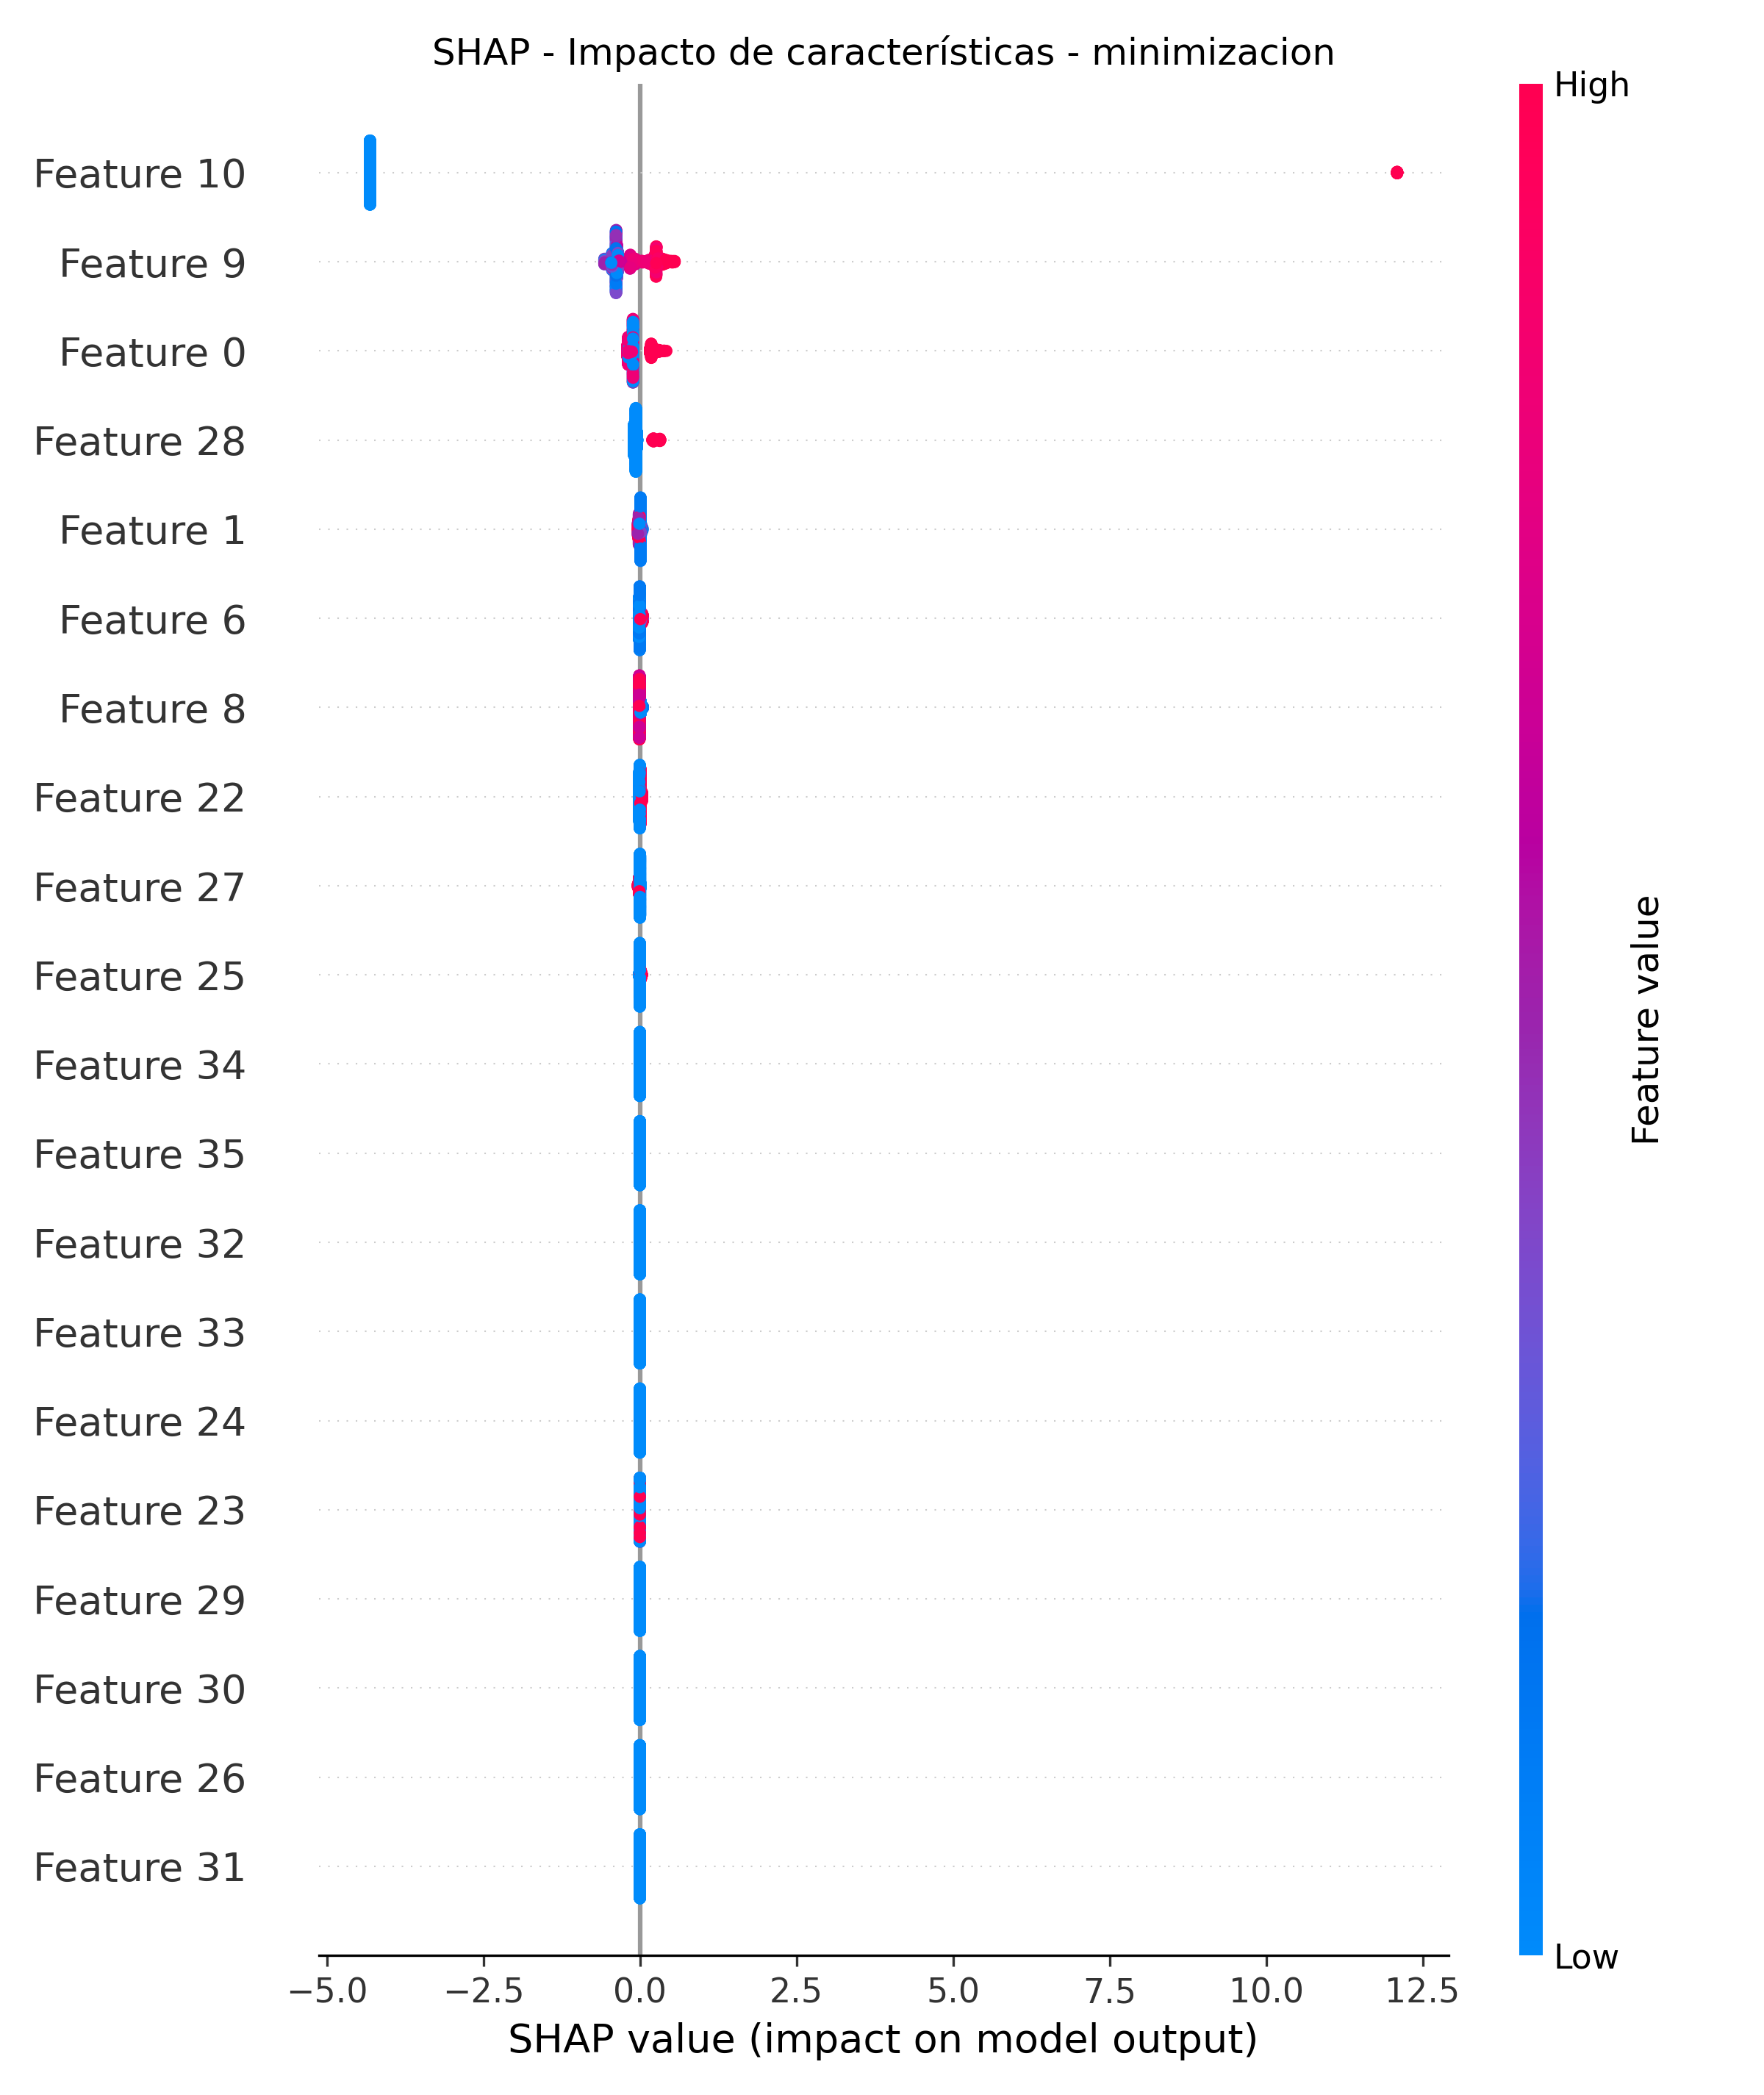 SHAP - Impacto de características - minimizacion
High
Feature 10
Feature 9
Feature 0
Feature 28
Feature 1
Feature 6
Feature 8
Feature 22
Feature 27
Feature 25
Feature 34
Feature 35
Feature 32
Feature 33
Feature 24
Feature 23
Feature 29
Feature 30
Feature 26
Feature 31
Feature value
Low
−5.0 −2.5 0.0 2.5 5.0 7.5 10.0 12.5
SHAP value (impact on model output)